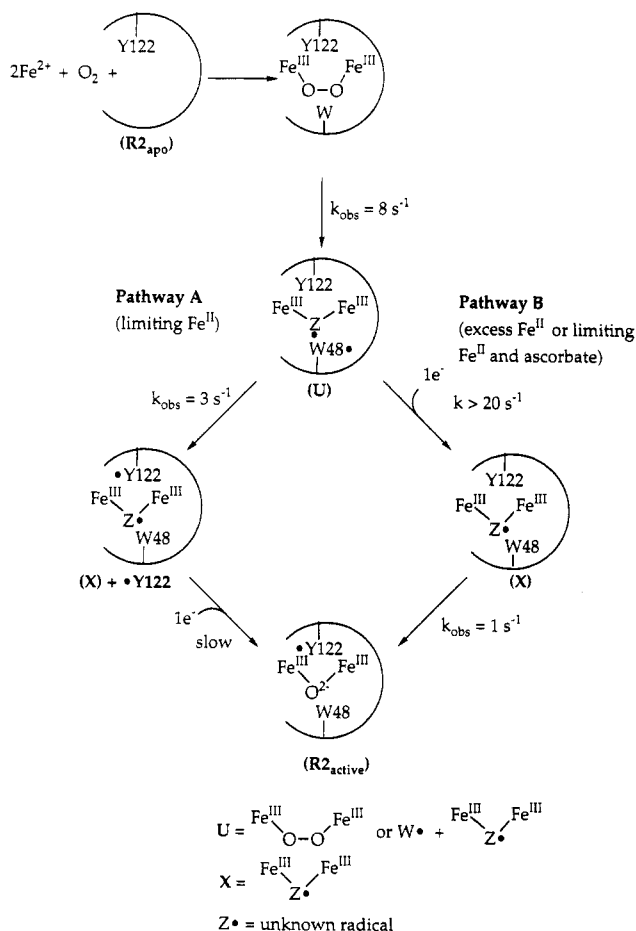 Y122
2Fe²⁺ + O₂ +
(R2apo)
Y122
Feᴵᴵᴵ Feᴵᴵᴵ
O–O
W
kobs = 8 s⁻¹
Pathway A
(limiting Feᴵᴵ)
Y122
Feᴵᴵᴵ Feᴵᴵᴵ
Z•
W48•
(U)
Pathway B
(excess Feᴵᴵ or limiting
Feᴵᴵ and ascorbate)
kobs = 3 s⁻¹
1e⁻
k > 20 s⁻¹
•Y122
Feᴵᴵᴵ Feᴵᴵᴵ
Z•
W48
(X) + •Y122
Y122
Feᴵᴵᴵ Feᴵᴵᴵ
Z•
W48
(X)
1e⁻
slow
kobs = 1 s⁻¹
•Y122
Feᴵᴵᴵ Feᴵᴵᴵ
O²⁻
W48
(R2active)
U = Feᴵᴵᴵ O–O Feᴵᴵᴵ or W• + Feᴵᴵᴵ Z• Feᴵᴵᴵ
X = Feᴵᴵᴵ Z• Feᴵᴵᴵ
Z• = unknown radical